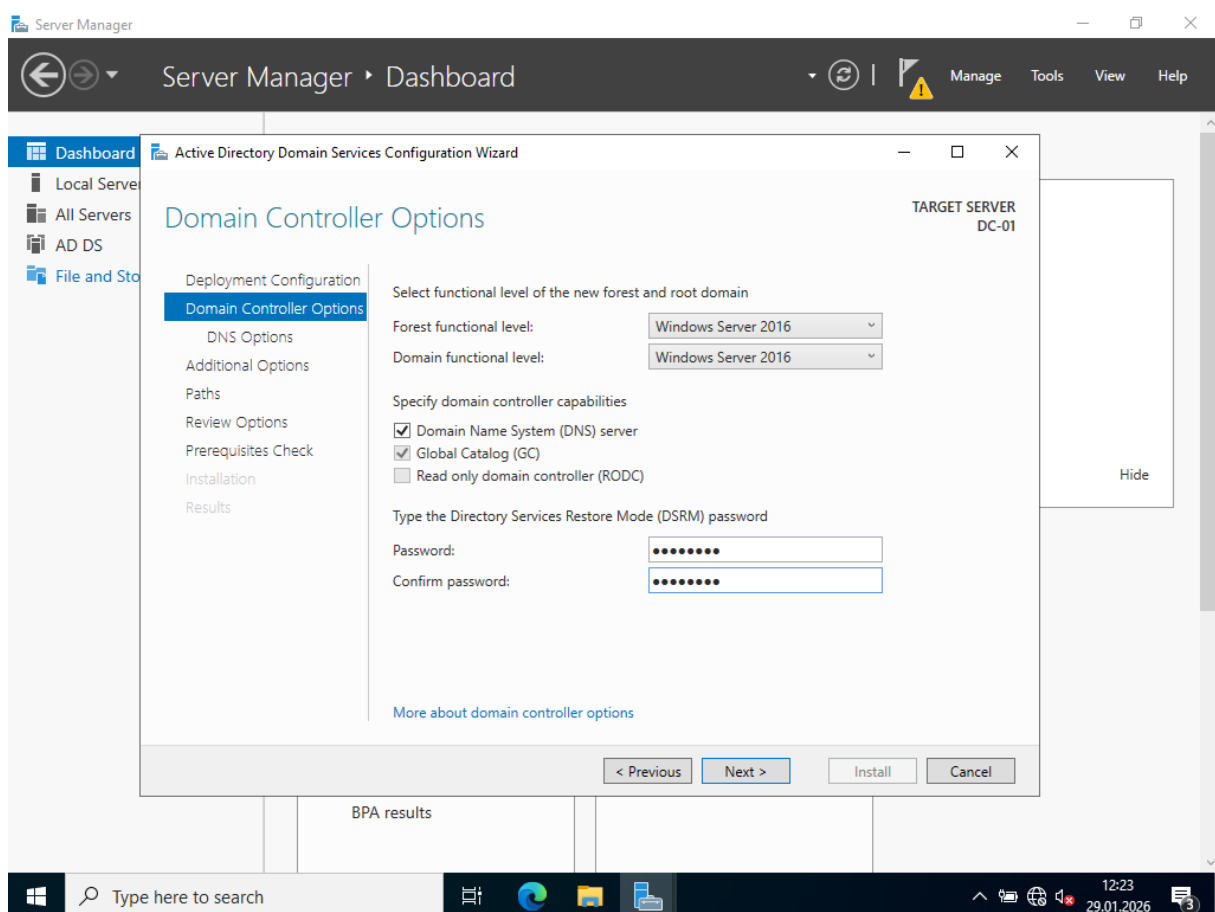 Server Manager
Server Manager ‣ Dashboard
Manage Tools View Help
Dashboard
Local Server
All Servers
AD DS
File and Sto
Active Directory Domain Services Configuration Wizard
Domain Controller Options
TARGET SERVER
DC-01
Deployment Configuration
Domain Controller Options
DNS Options
Additional Options
Paths
Review Options
Prerequisites Check
Installation
Results
Select functional level of the new forest and root domain
Forest functional level: Windows Server 2016
Domain functional level: Windows Server 2016
Specify domain controller capabilities
Domain Name System (DNS) server
Global Catalog (GC)
Read only domain controller (RODC)
Type the Directory Services Restore Mode (DSRM) password
Password: ●●●●●●●●
Confirm password: ●●●●●●●●
More about domain controller options
Hide
< Previous Next > Install Cancel
BPA results
Type here to search
12:23
29.01.2026
3